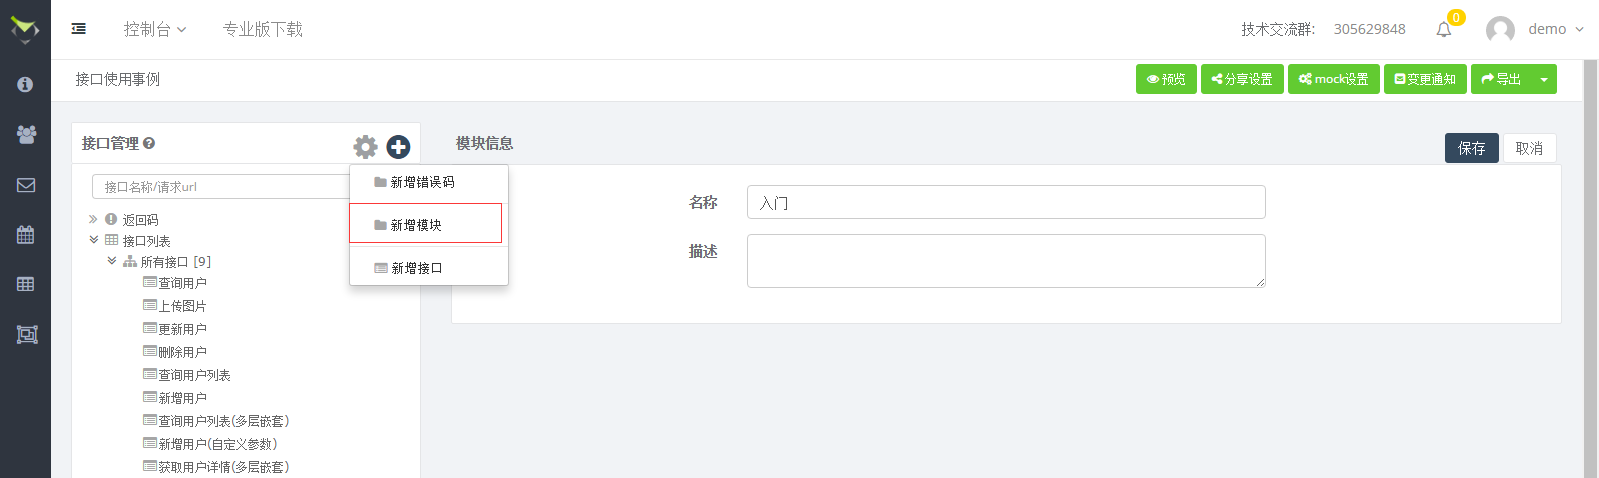 控制台
专业版下载
技术交流群: 305629848
0
demo
接口使用事例
预览
分享设置
mock设置
变更通知
导出
接口管理
模块信息
保存
取消
接口名称/请求url
新增错误码
新增模块
新增接口
名称
入门
描述
返回码
接口列表
所有接口 [9]
查询用户
上传图片
更新用户
删除用户
查询用户列表
新增用户
查询用户列表(多层嵌套)
新增用户(自定义参数)
获取用户详情(多层嵌套)